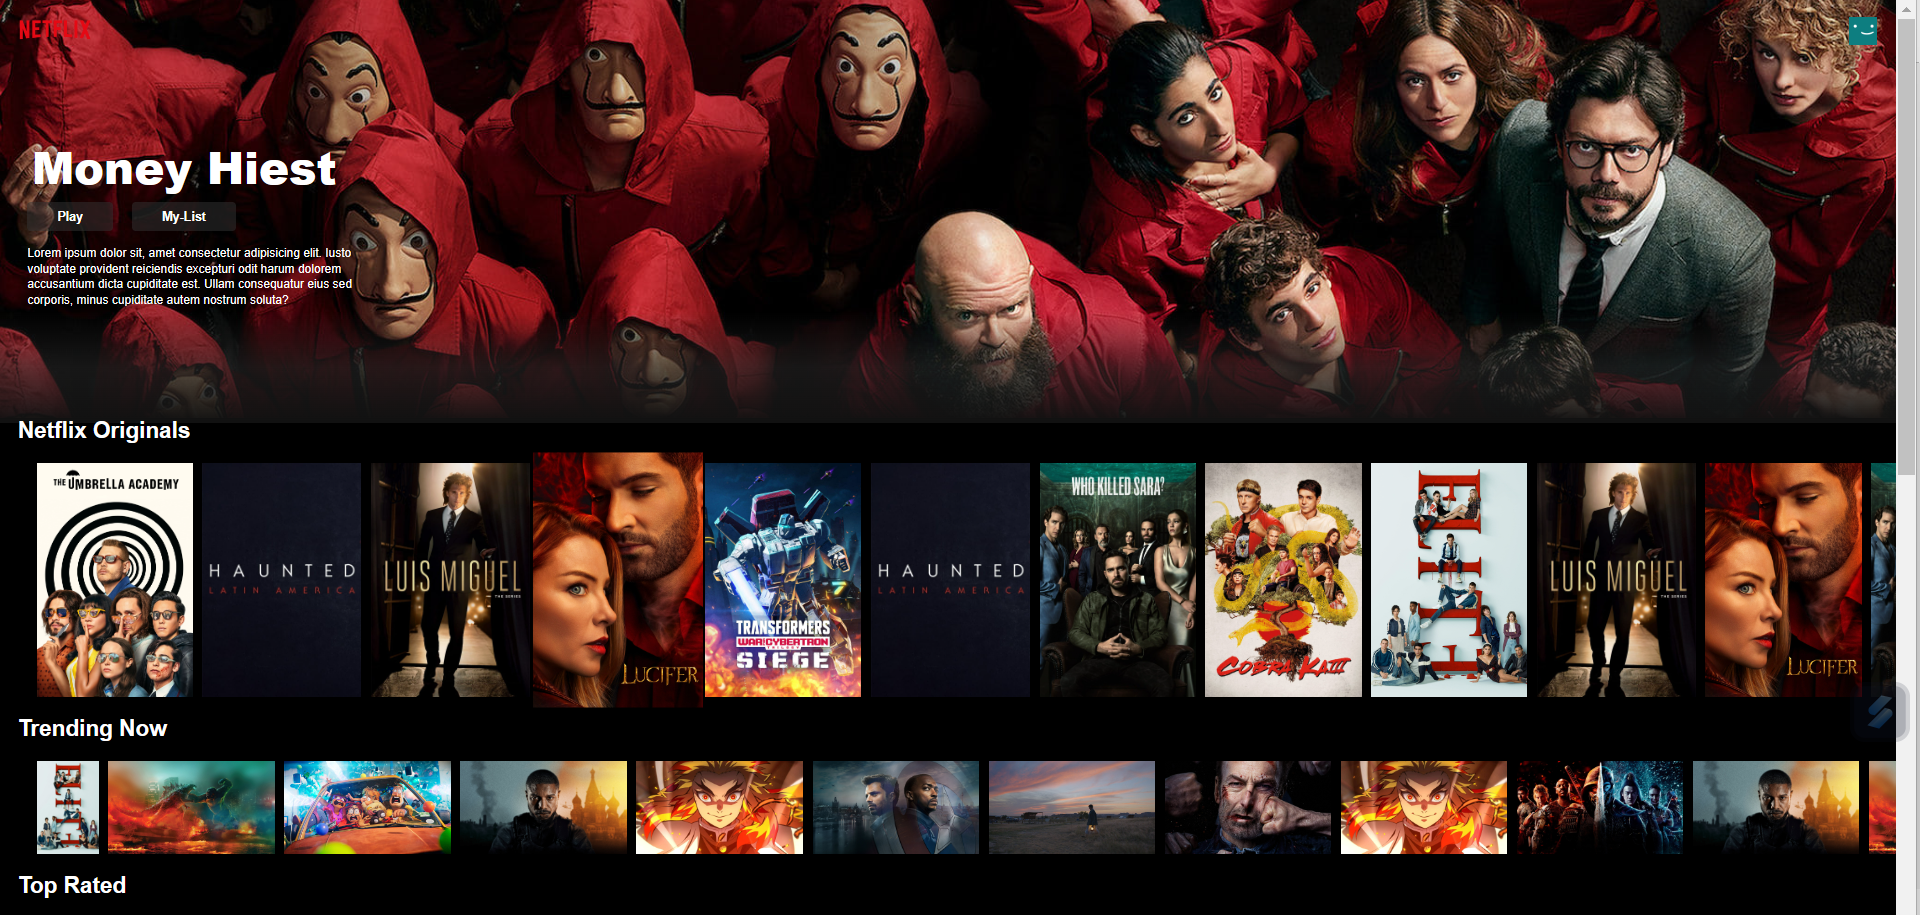 NETFLIX
Money Hiest
Play
My-List
Lorem ipsum dolor sit, amet consectetur adipisicing elit. Iusto
voluptate provident reiciendis excepturi odit harum dolorem
accusantium dicta cupiditate est. Ullam consequatur eius sed
corporis, minus cupiditate autem nostrum soluta?
Netflix Originals
THE UMBRELLA ACADEMY
HAUNTED
LATIN AMERICA
LUIS MIGUEL
THE SERIES
LUCIFER
TRANSFORMERS
WAR FOR CYBERTRON
TRILOGY
SIEGE
HAUNTED
LATIN AMERICA
WHO KILLED SARA?
COBRA KAI III
ELITE
LUIS MIGUEL
THE SERIES
LUCIFER
Trending Now
ELITE
Top Rated